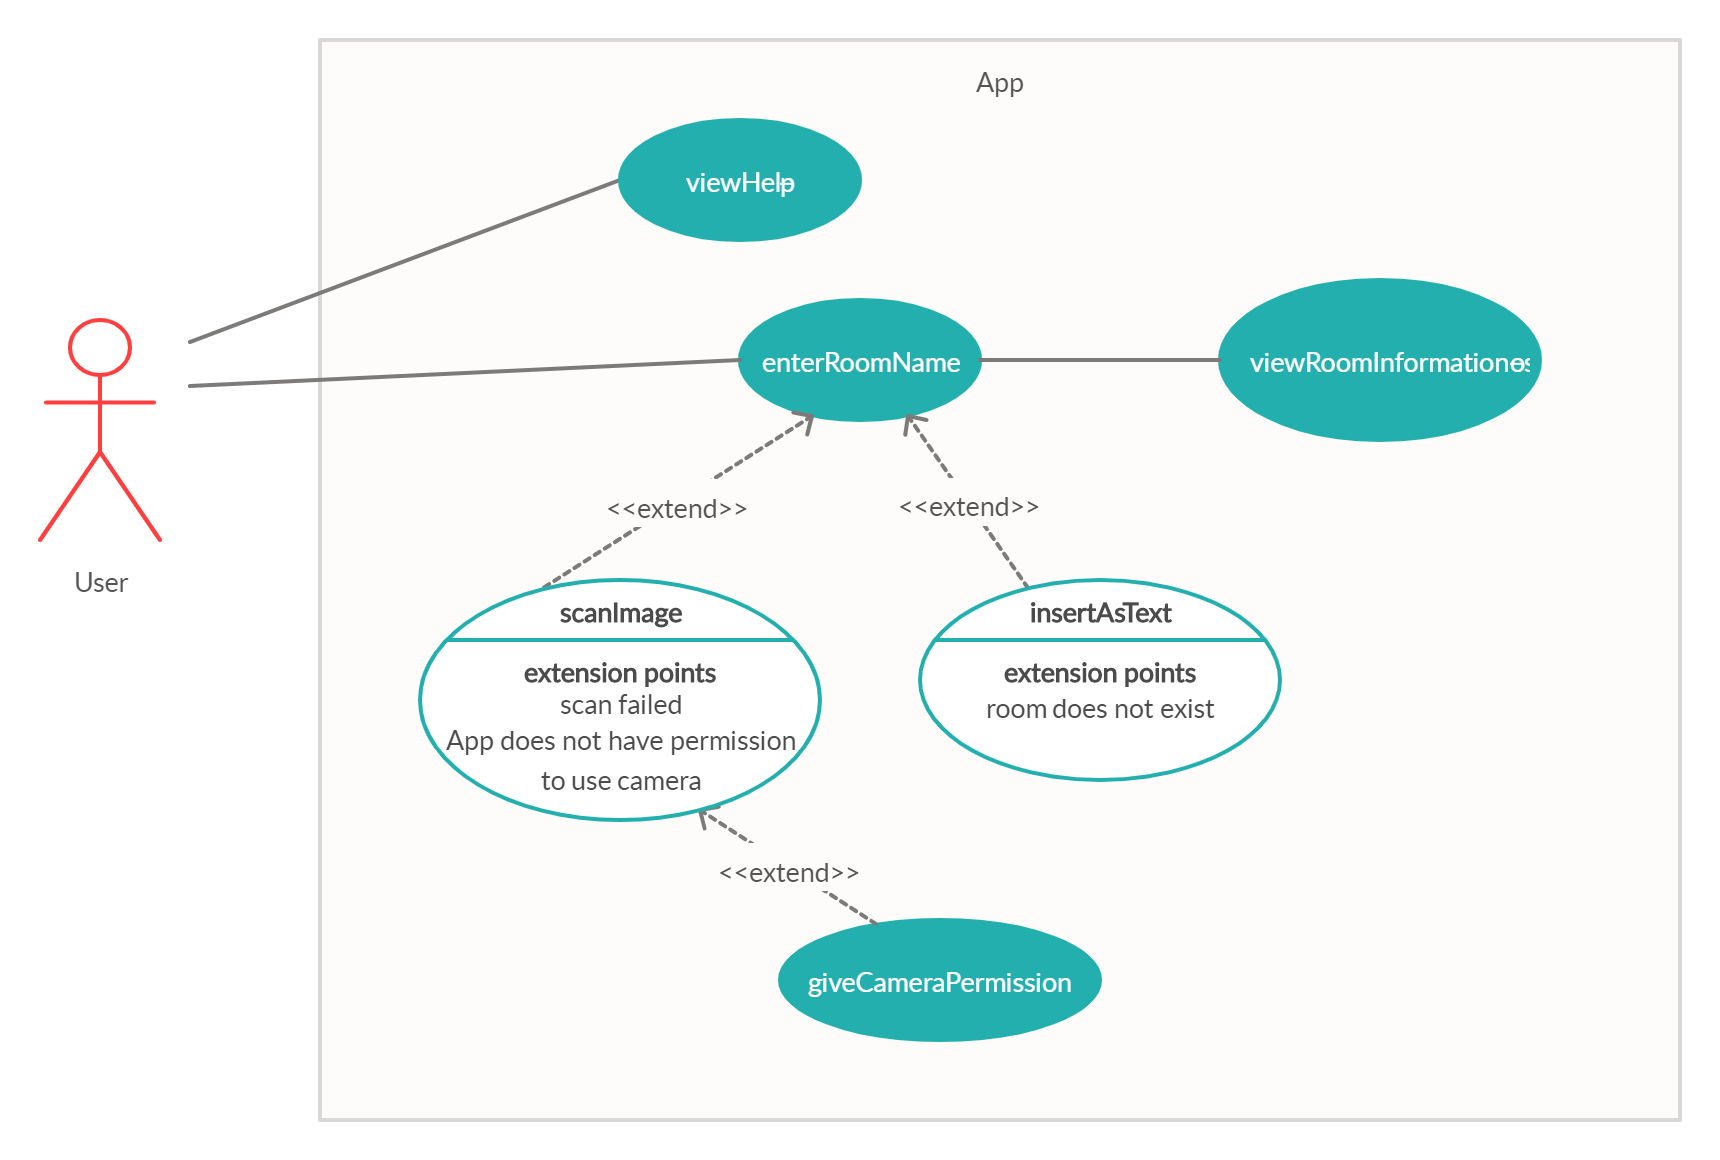 App
viewHelp
enterRoomName
viewRoomInformation
<<extend>>
<<extend>>
User
scanImage
extension points
scan failed
App does not have permission
to use camera
insertAsText
extension points
room does not exist
<<extend>>
giveCameraPermission